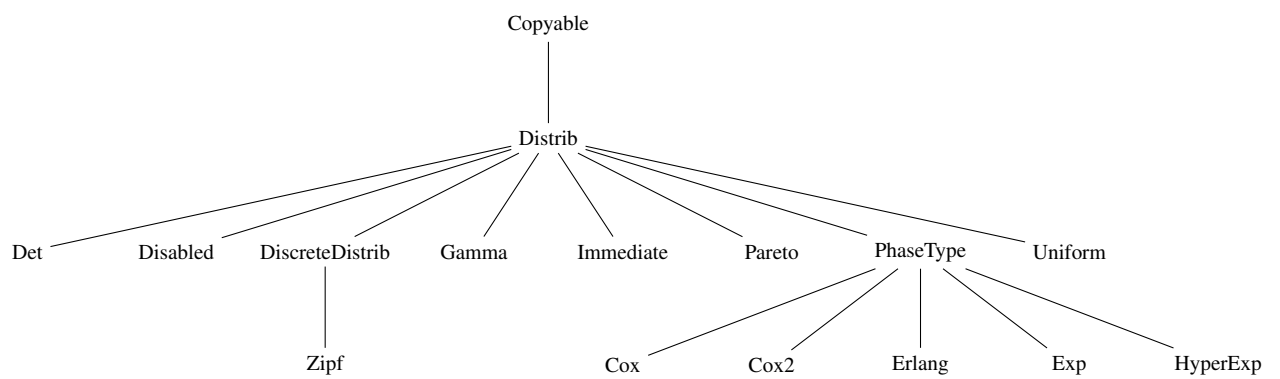 Copyable
Distrib
Det Disabled DiscreteDistrib Gamma Immediate Pareto PhaseType Uniform
Zipf Cox Cox2 Erlang Exp HyperExp